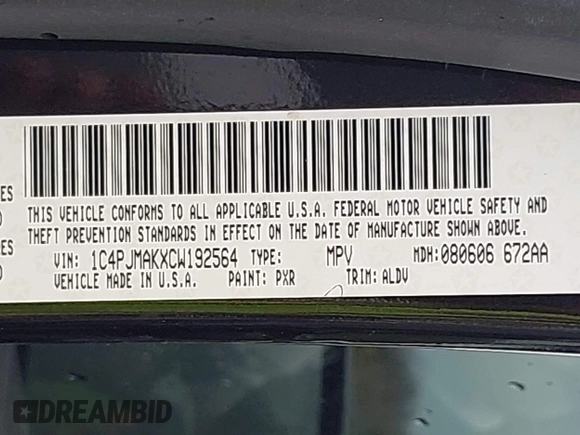 ES
THIS VEHICLE CONFORMS TO ALL APPLICABLE U.S.A. FEDERAL MOTOR VEHICLE SAFETY AND
THEFT PREVENTION STANDARDS IN EFFECT ON THE DATE OF MANUFACTURE SHOWN ABOVE.
ES
VIN: 1C4PJMAKXCW192564 TYPE: MPV MDH:080606 672AA
VEHICLE MADE IN U.S.A. PAINT: PXR TRIM: ALDV
DREAMBID